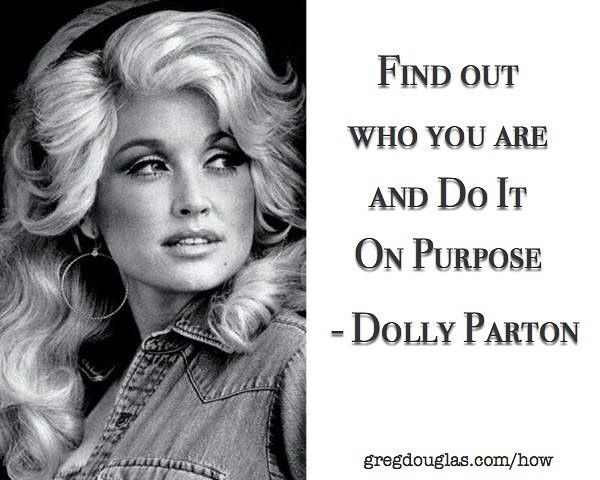 Find out
who you are
and Do It
On Purpose
- Dolly Parton
gregdouglas.com/how